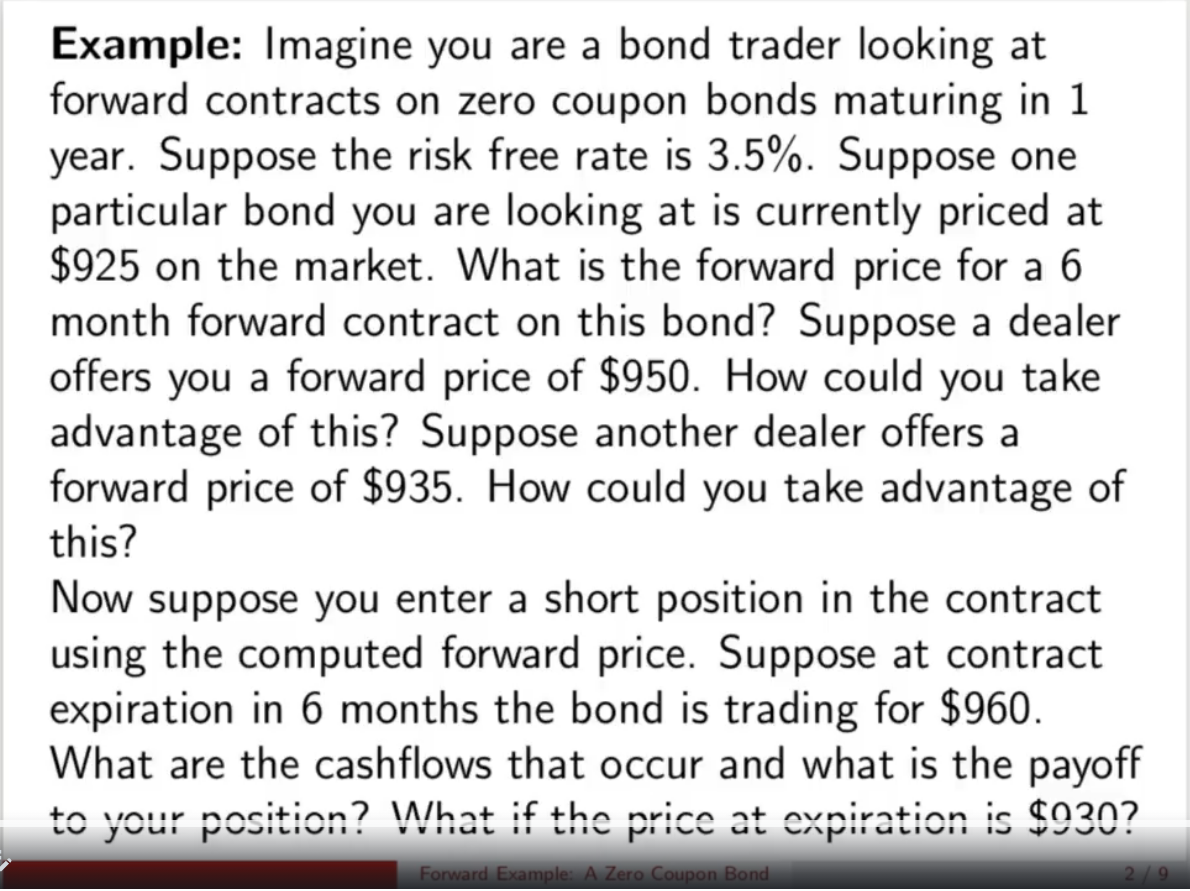 Example: Imagine you are a bond trader looking at
forward contracts on zero coupon bonds maturing in 1
year. Suppose the risk free rate is 3.5%. Suppose one
particular bond you are looking at is currently priced at
$925 on the market. What is the forward price for a 6
month forward contract on this bond? Suppose a dealer
offers you a forward price of $950. How could you take
advantage of this? Suppose another dealer offers a
forward price of $935. How could you take advantage of
this?
Now suppose you enter a short position in the contract
using the computed forward price. Suppose at contract
expiration in 6 months the bond is trading for $960.
What are the cashflows that occur and what is the payoff
to your position? What if the price at expiration is $930?
Forward Example: A Zero Coupon Bond 2 / 9